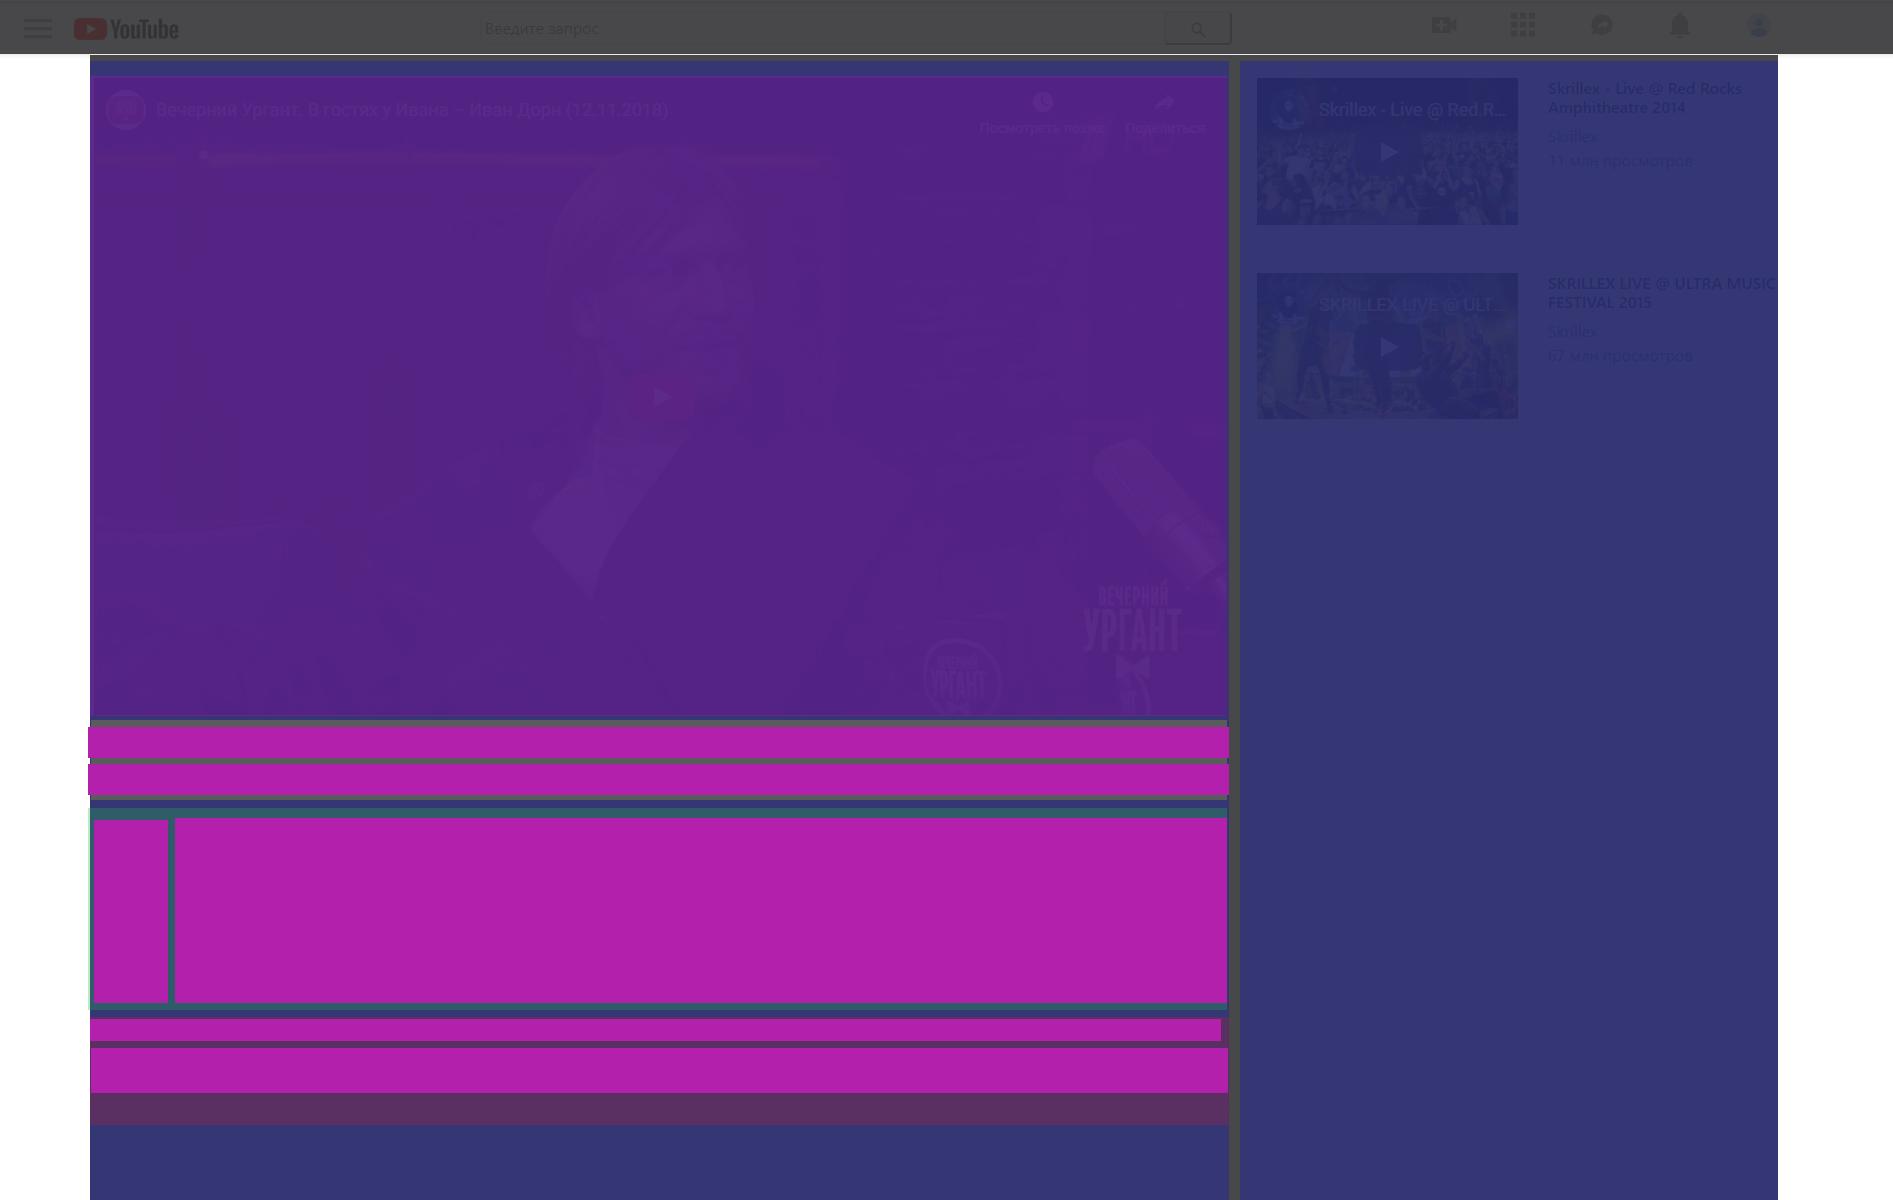 YouTube
Введите запрос
Вечерний Ургант. В гостях у Ивана – Иван Дорн (12.11.2018)
Посмотреть позже
Поделиться
ВЕЧЕРНИЙ
УРГАНТ
ВЕЧЕРНИЙ
УРГАНТ
Skrillex - Live @ Red R...
Skrillex - Live @ Red Rocks
Amphitheatre 2014
Skrillex
11 млн просмотров
SKRILLEX LIVE @ ULT...
SKRILLEX LIVE @ ULTRA MUSIC
FESTIVAL 2015
Skrillex
67 млн просмотров